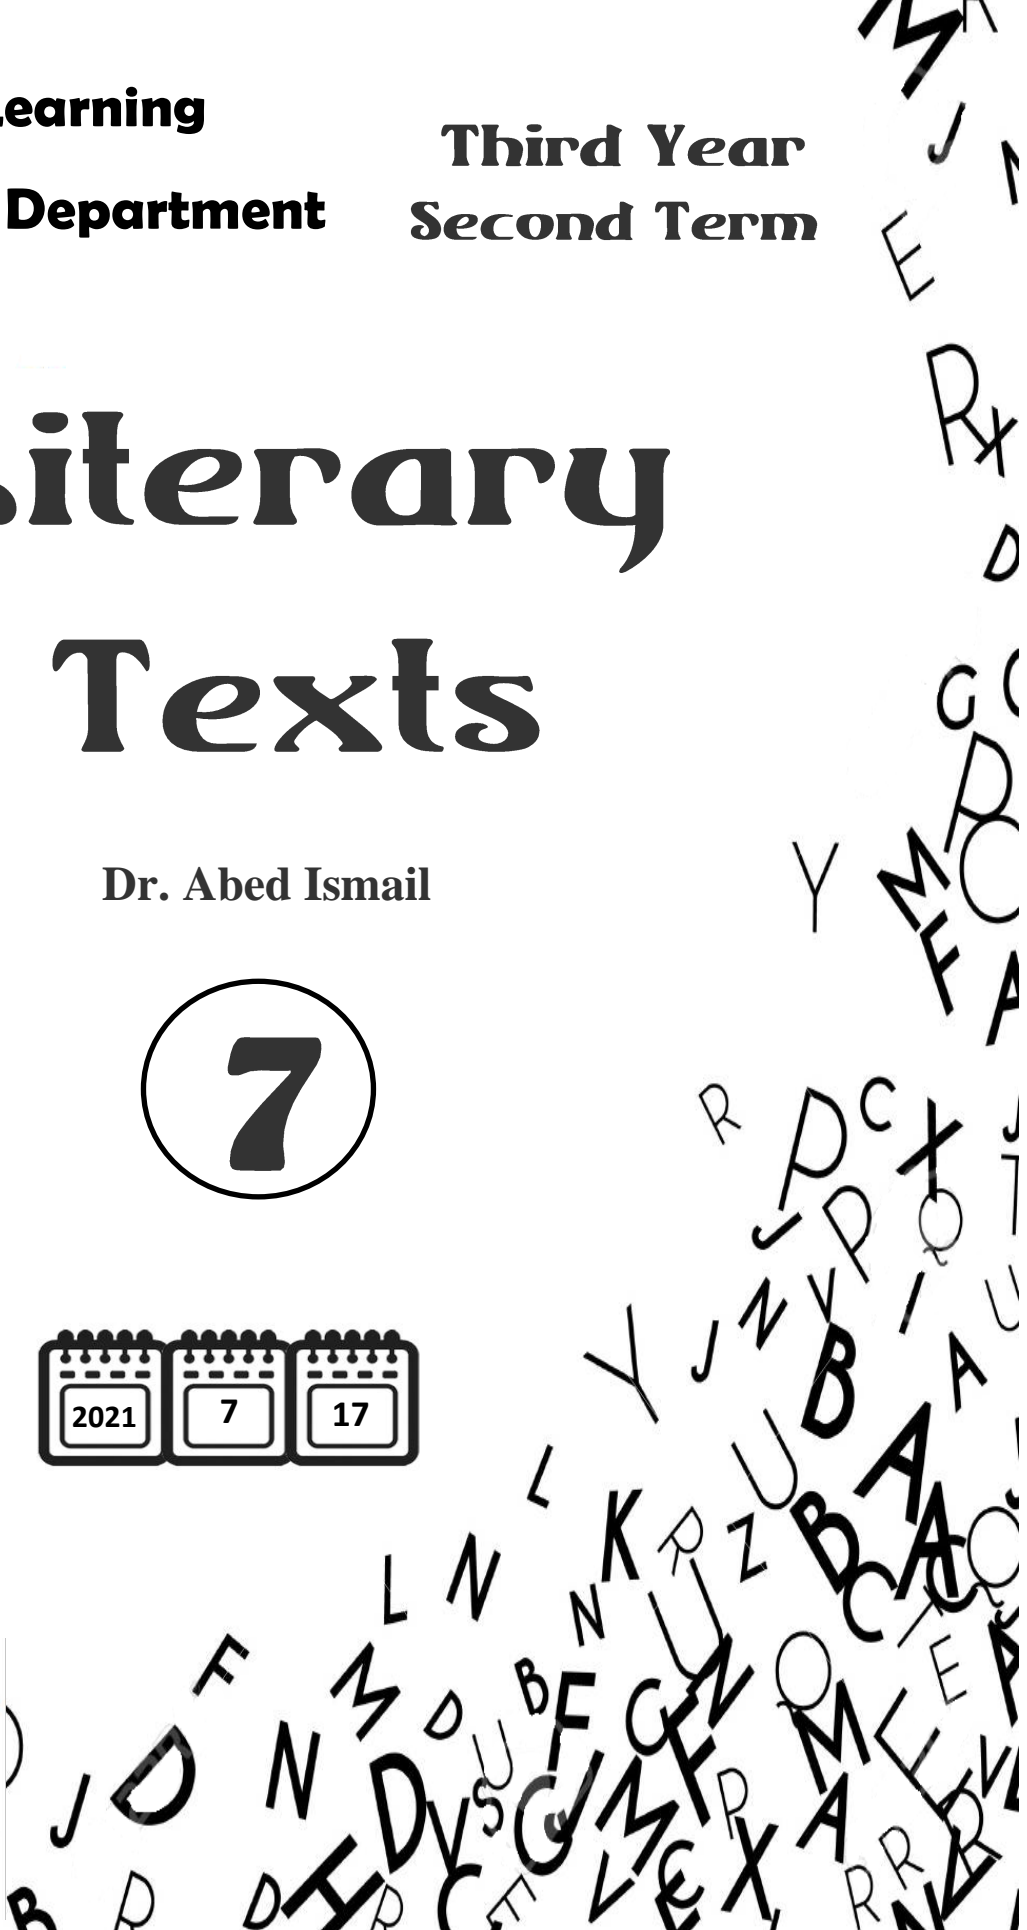 Learning
Department
Third Year
Second Term
Literary
Texts
Dr. Abed Ismail
7
2021 7 17